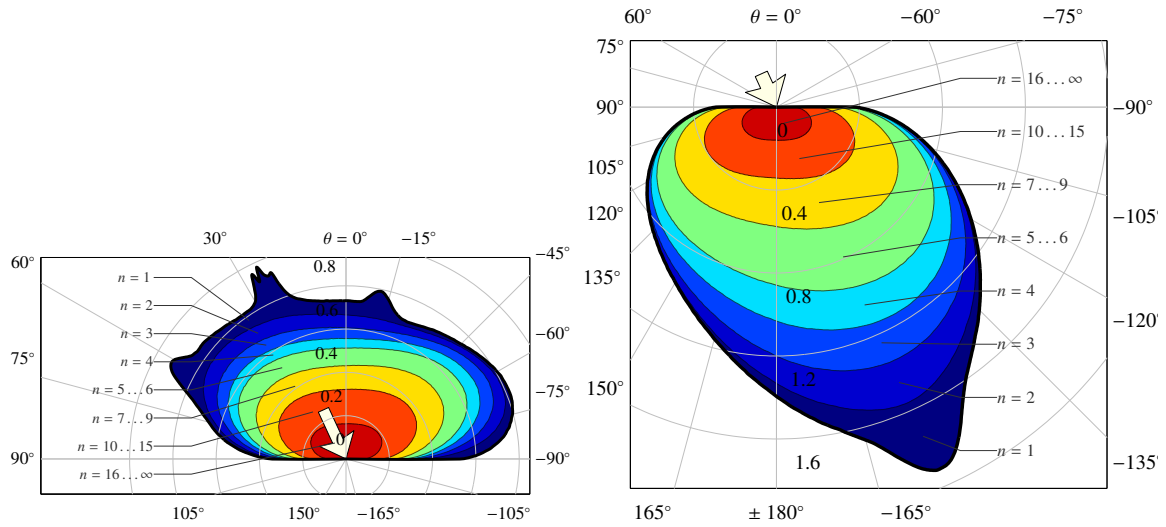 30°
θ = 0°
−15°
60°
0.8
−45°
n = 1
n = 2
0.6
n = 3
−60°
75°
n = 4
0.4
n = 5 . . . 6
−75°
0.2
n = 7 . . . 9
n = 10 . . . 15
0
90°
−90°
n = 16 . . . ∞
105°
150°
−165°
−105°
60°
θ = 0°
−60°
−75°
75°
n = 16 . . . ∞
90°
−90°
0
n = 10 . . . 15
105°
n = 7 . . . 9
120°
0.4
−105°
n = 5 . . . 6
135°
0.8
n = 4
−120°
n = 3
150°
1.2
n = 2
n = 1
1.6
−135°
165°
± 180°
−165°